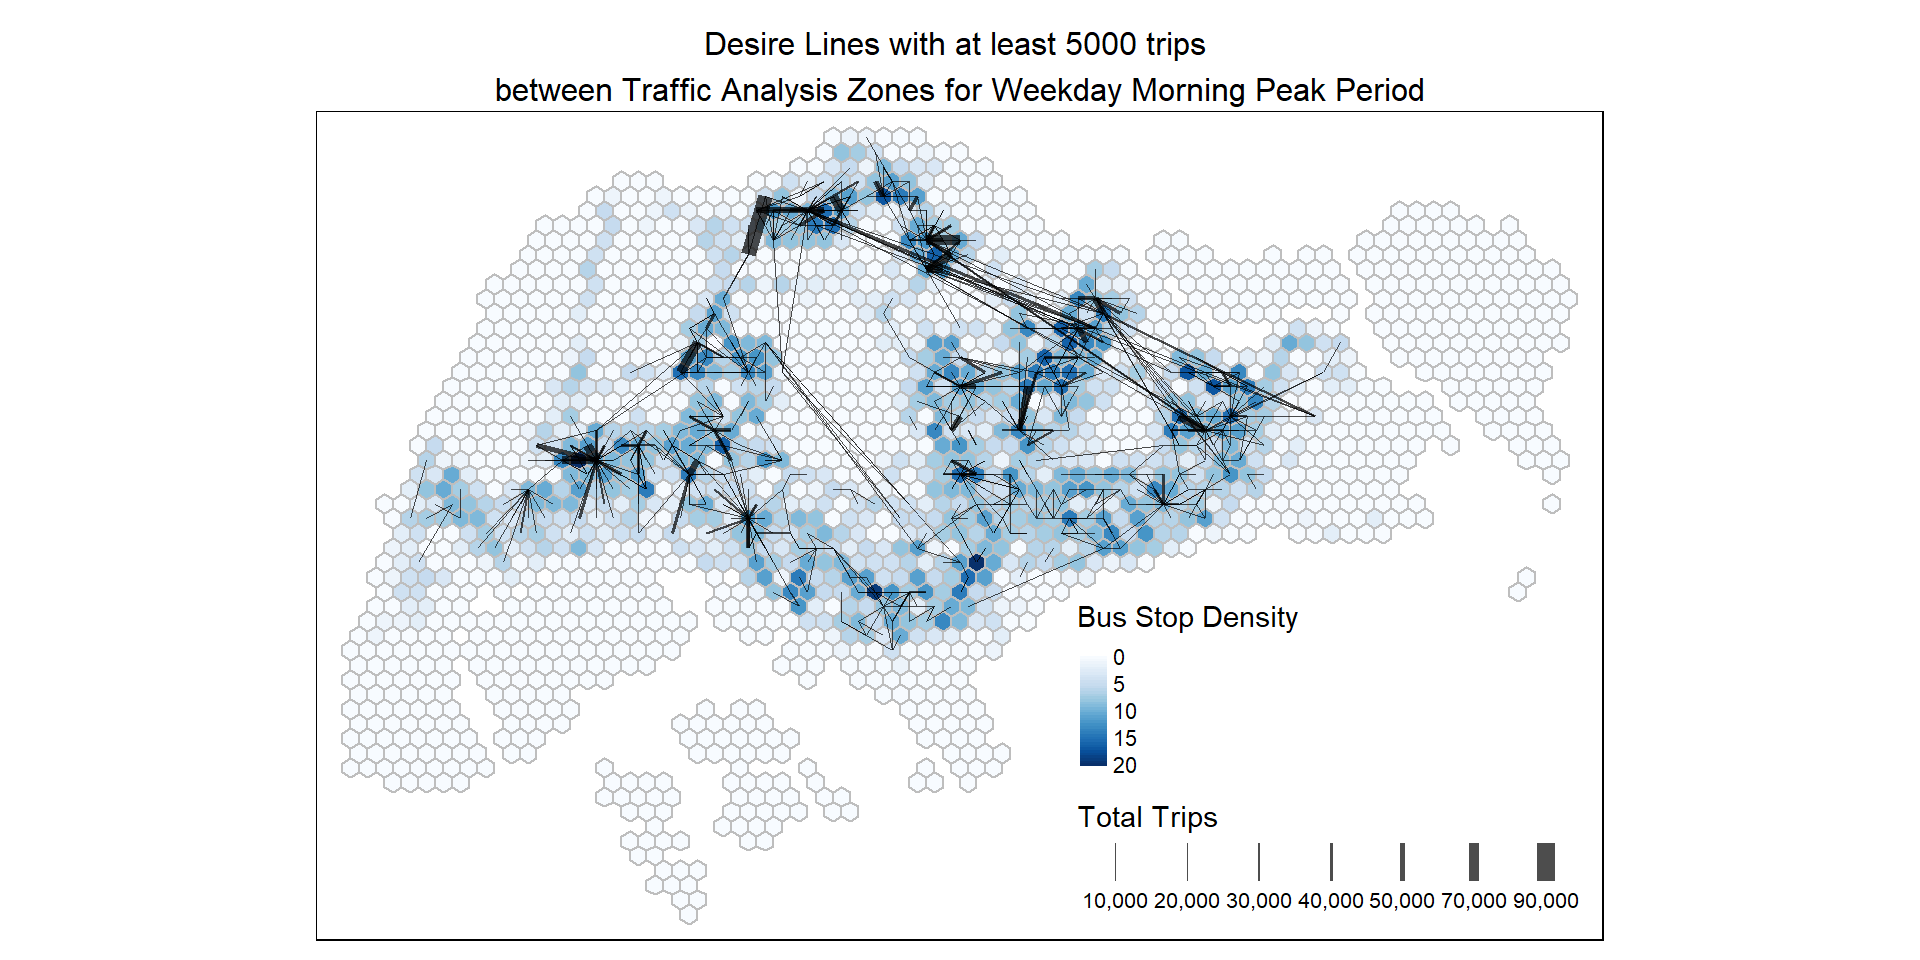 Desire Lines with at least 5000 trips
between Traffic Analysis Zones for Weekday Morning Peak Period
Bus Stop Density
0
5
10
15
20
Total Trips
10,000 20,000 30,000 40,000 50,000 70,000 90,000